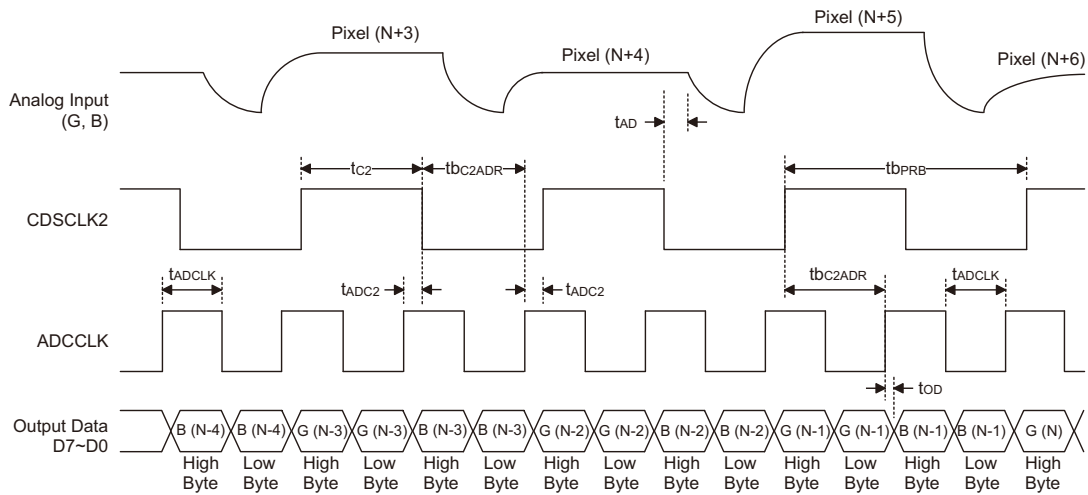 Pixel (N+3)
Pixel (N+4)
Pixel (N+5)
Pixel (N+6)
Analog Input
(G, B)
tAD
tC2
tbC2ADR
tbPRB
CDSCLK2
tADCLK
tADC2
tADC2
tbC2ADR
tADCLK
ADCCLK
tOD
Output Data
D7~D0
B (N-4) B (N-4) G (N-3) G (N-3) B (N-3) B (N-3) G (N-2) G (N-2) B (N-2) B (N-2) G (N-1) G (N-1) B (N-1) B (N-1) G (N)
High Low High Low High Low High Low High Low High Low High Low High
Byte Byte Byte Byte Byte Byte Byte Byte Byte Byte Byte Byte Byte Byte Byte